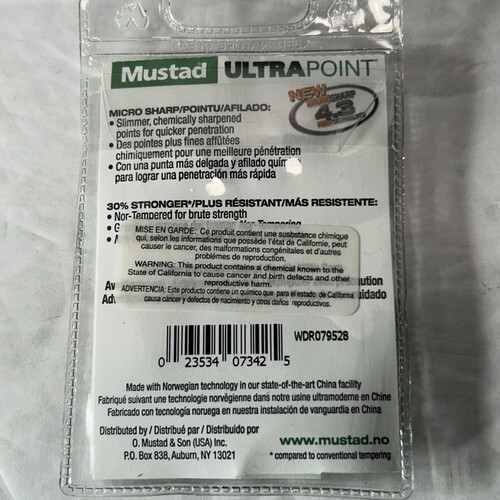 Mustad ULTRAPOINT
NEW
SHARP
4.3
MICRO SHARP/POINTU/AFILADO:
• Slimmer, chemically sharpened
points for quicker penetration
• Des pointes plus fines affûtées
chimiquement pour une meilleure pénétration
• Con una punta más delgada y afilado
para lograr una penetración más rápida
30% STRONGER*/PLUS RÉSISTANT/MÁS RESISTENTE:
• Nor-Tempered for brute strength
MISE EN GARDE: Ce produit contient une susbstance chimique
qui, selon les informations que possède l'état de Califomie, peut
causer le cancer, des malformations congénitales et d'autres
problèmes de reproduction.
WARNING: This product contains a chemical known to the
State of California to cause cancer and birth defects and other
reproductive harm.
ADVERTENCIA: Este producto contiene un químico que para el estado de California
causa cáncer y defectos de nacimiento y otros daños reproductivos.
WDR079528
0 23534 07342 5
Made with Norwegian technology in our state-of-the-art China facility
Fabriqué suivant une technologie norvégienne dans notre usine ultramoderne en Chine
Fabricado con tecnología noruega en nuestra instalación de vanguardia en China
Distributed by / Distribué par / Distribuido por
O. Mustad & Son (USA) Inc.
P.O. Box 838, Auburn, NY 13021
www.mustad.no
* compared to conventional tempering